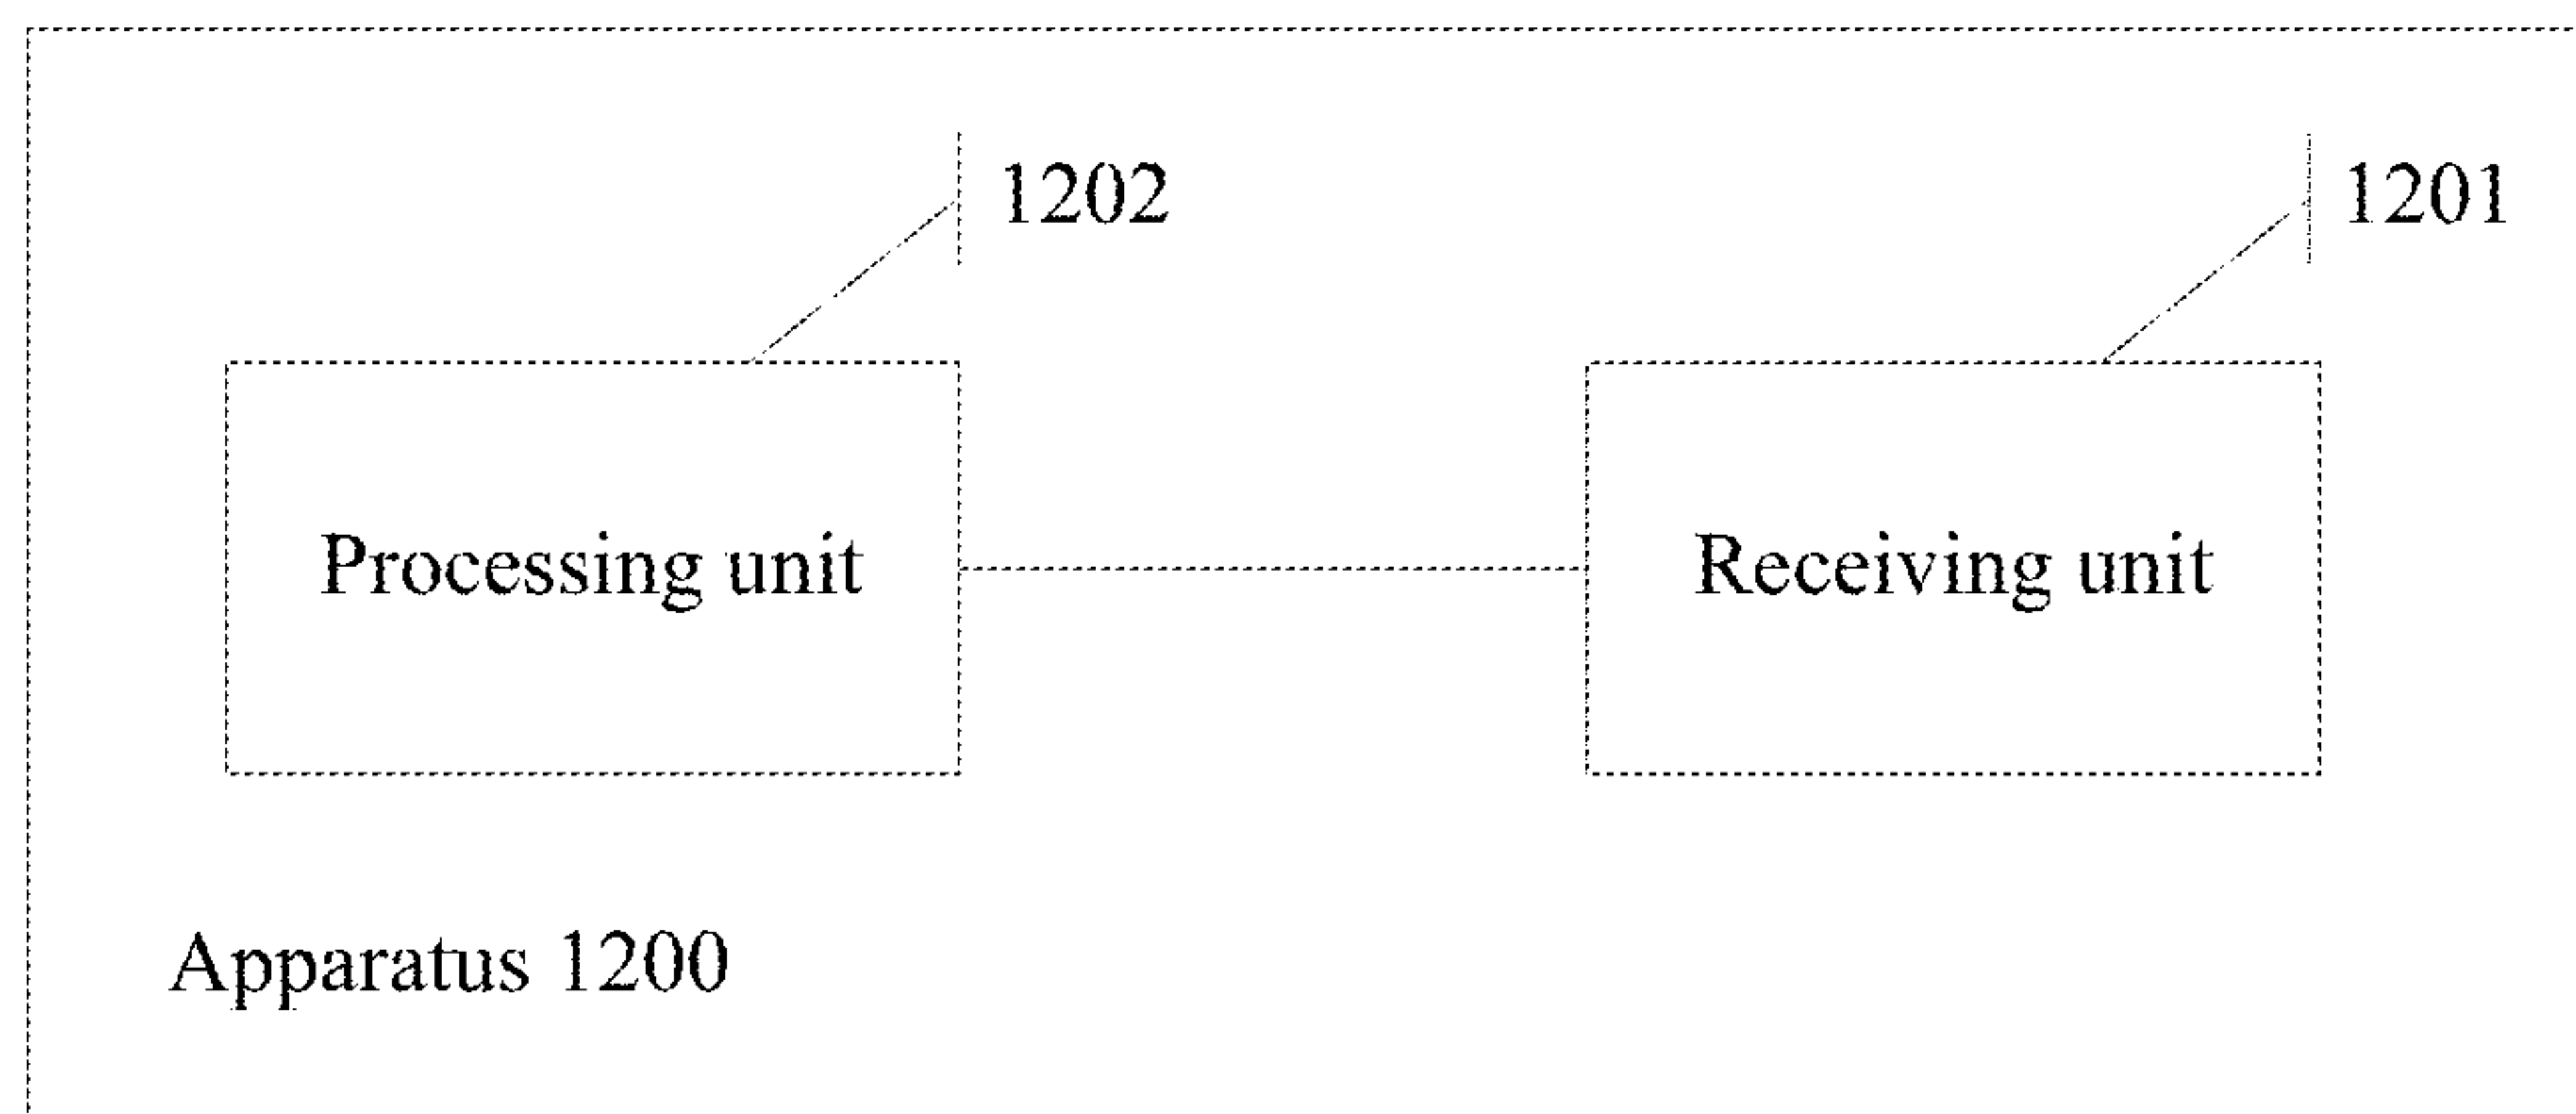 1202
1201
Processing unit
Receiving unit
Apparatus 1200